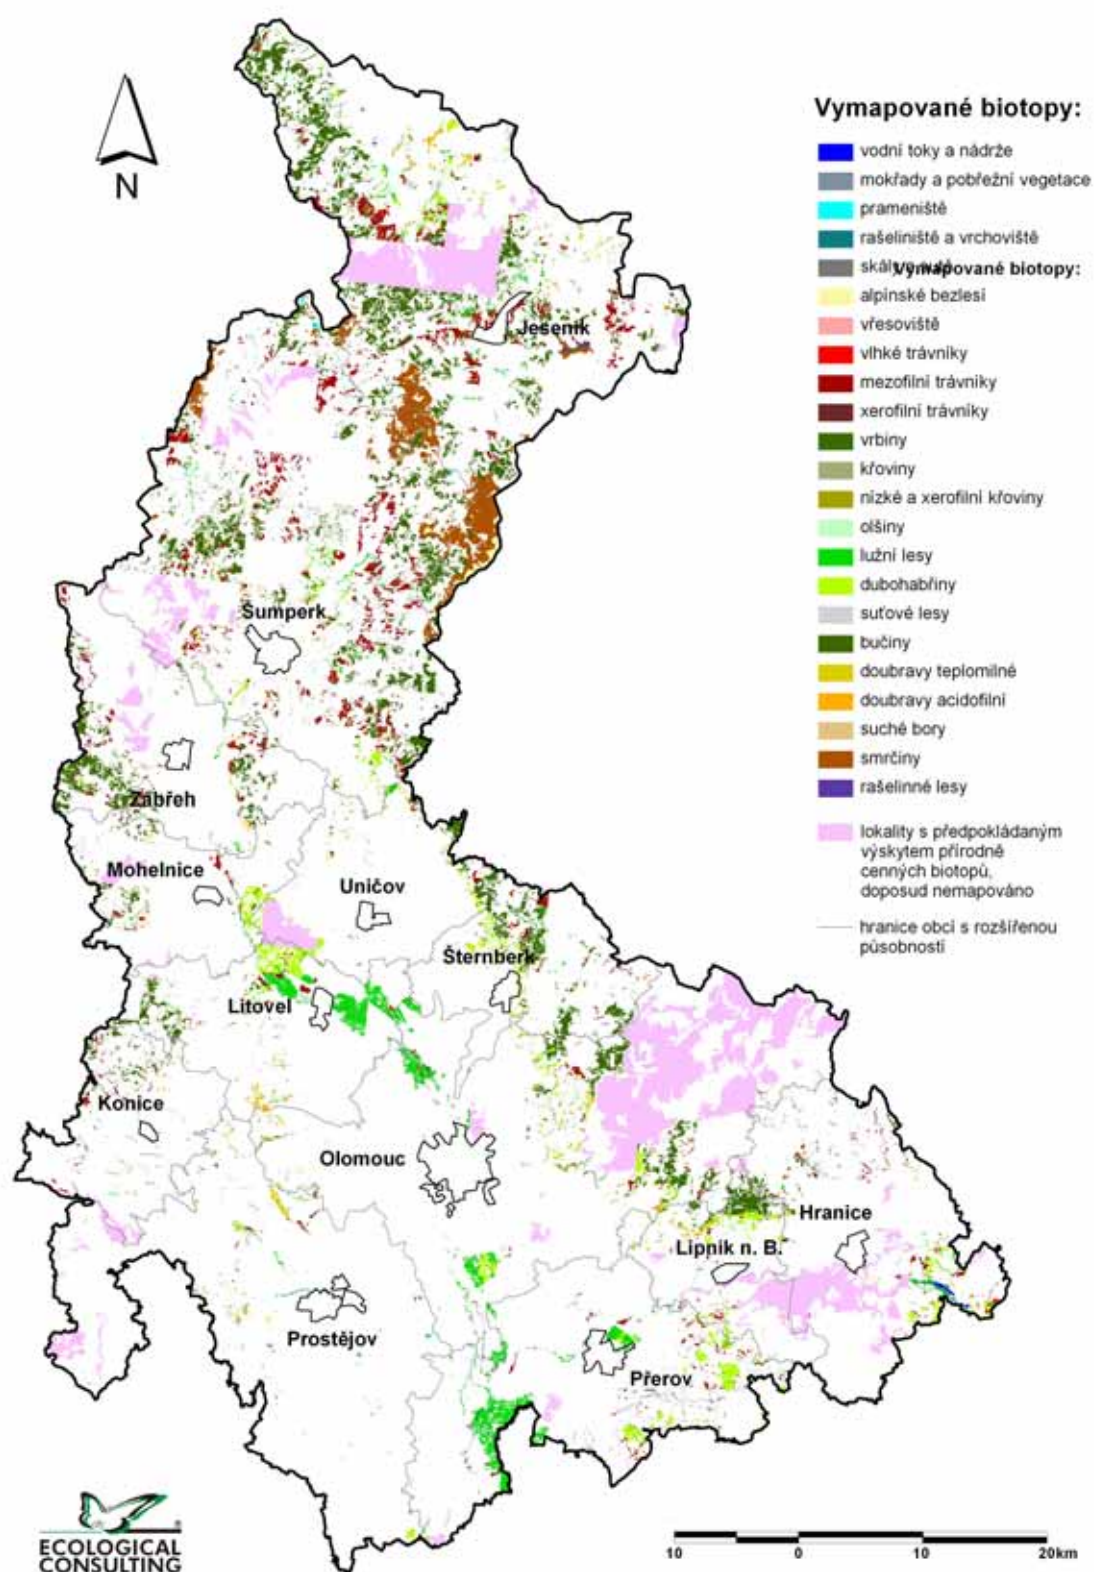 N
Vymapované biotopy:
vodní toky a nádrže
mokřady a pobřežní vegetace
prameniště
rašeliniště a vrchoviště
Vymapované biotopy:
alpinské bezlesí
vřesoviště
vlhké trávníky
mezofilní trávníky
xerofilní trávníky
vrbiny
křoviny
nízké a xerofilní křoviny
olšiny
lužní lesy
dubohabřiny
suťové lesy
bučiny
doubravy teplomilné
doubravy acidofilní
suché bory
smrčiny
rašelinné lesy
lokality s předpokládaným
výskytem přírodně
cenných biotopů,
doposud nemapováno
hranice obcí s rozšířenou
působností
Jeseník
Šumperk
Zábřeh
Mohelnice
Uničov
Šternberk
Litovel
Konice
Olomouc
Hranice
Lipník n. B.
Prostějov
Přerov
ECOLOGICAL
CONSULTING
10 0 10 20km